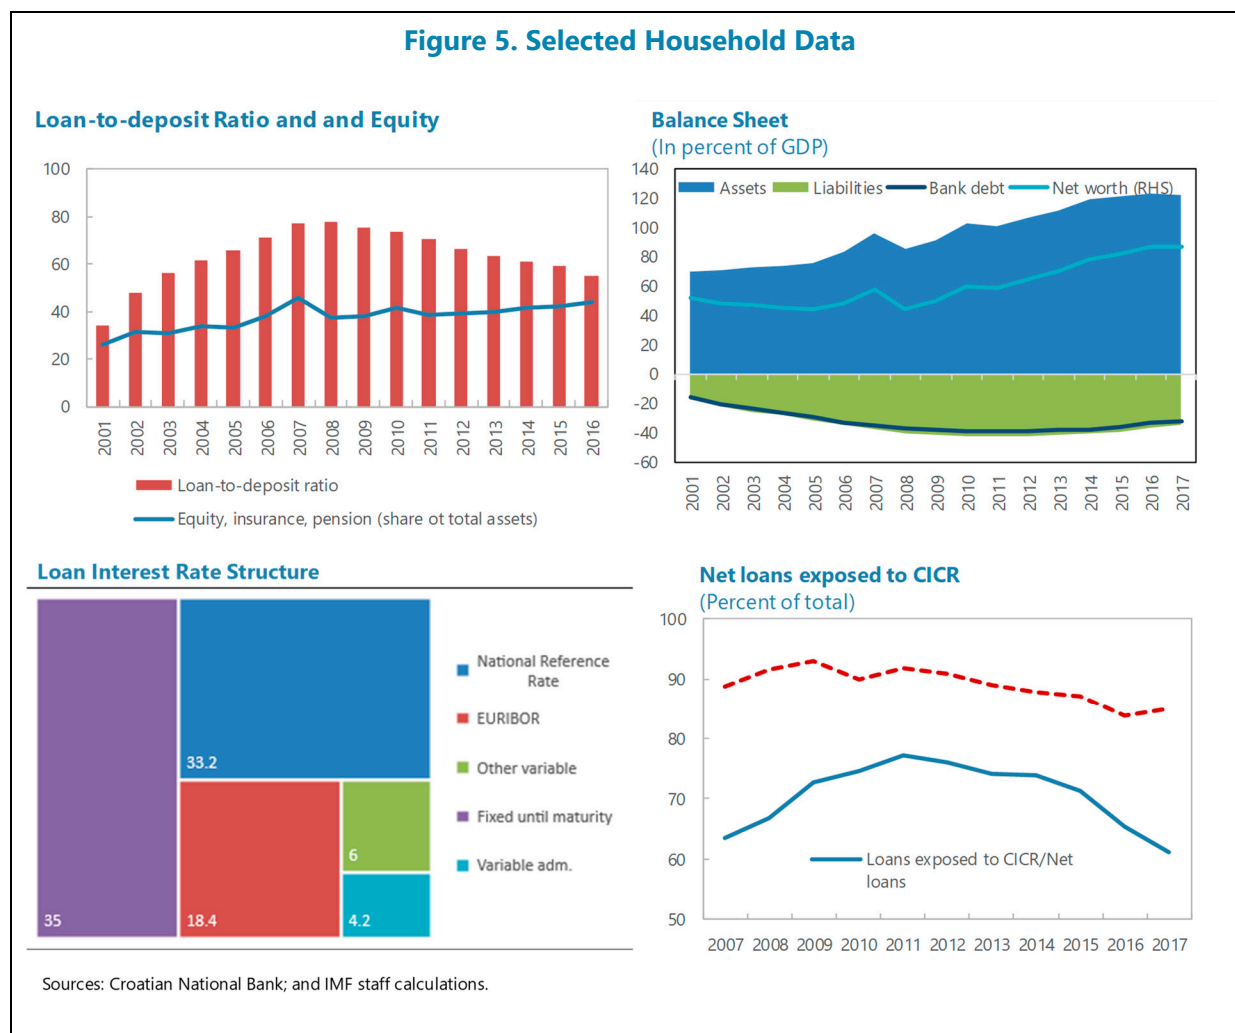 Figure 5. Selected Household Data
Loan-to-deposit Ratio and and Equity
100
80
60
40
20
0
2001 2002 2003 2004 2005 2006 2007 2008 2009 2010 2011 2012 2013 2014 2015 2016
Loan-to-deposit ratio
Equity, insurance, pension (share ot total assets)
Balance Sheet
(In percent of GDP)
140
120
100
80
60
40
20
0
-20
-40
-60
Assets Liabilities Bank debt Net worth (RHS)
2001 2002 2003 2004 2005 2006 2007 2008 2009 2010 2011 2012 2013 2014 2015 2016 2017
Loan Interest Rate Structure
33.2
35
18.4
6
4.2
National Reference
Rate
EURIBOR
Other variable
Fixed until maturity
Variable adm.
Net loans exposed to CICR
(Percent of total)
100
90
80
70
60
50
Loans exposed to CICR/Net
loans
2007 2008 2009 2010 2011 2012 2013 2014 2015 2016 2017
Sources: Croatian National Bank; and IMF staff calculations.